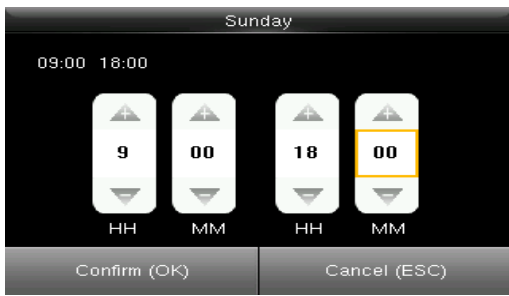 Sunday
09:00 18:00
9 00 18 00
HH MM HH MM
Confirm (OK) Cancel (ESC)